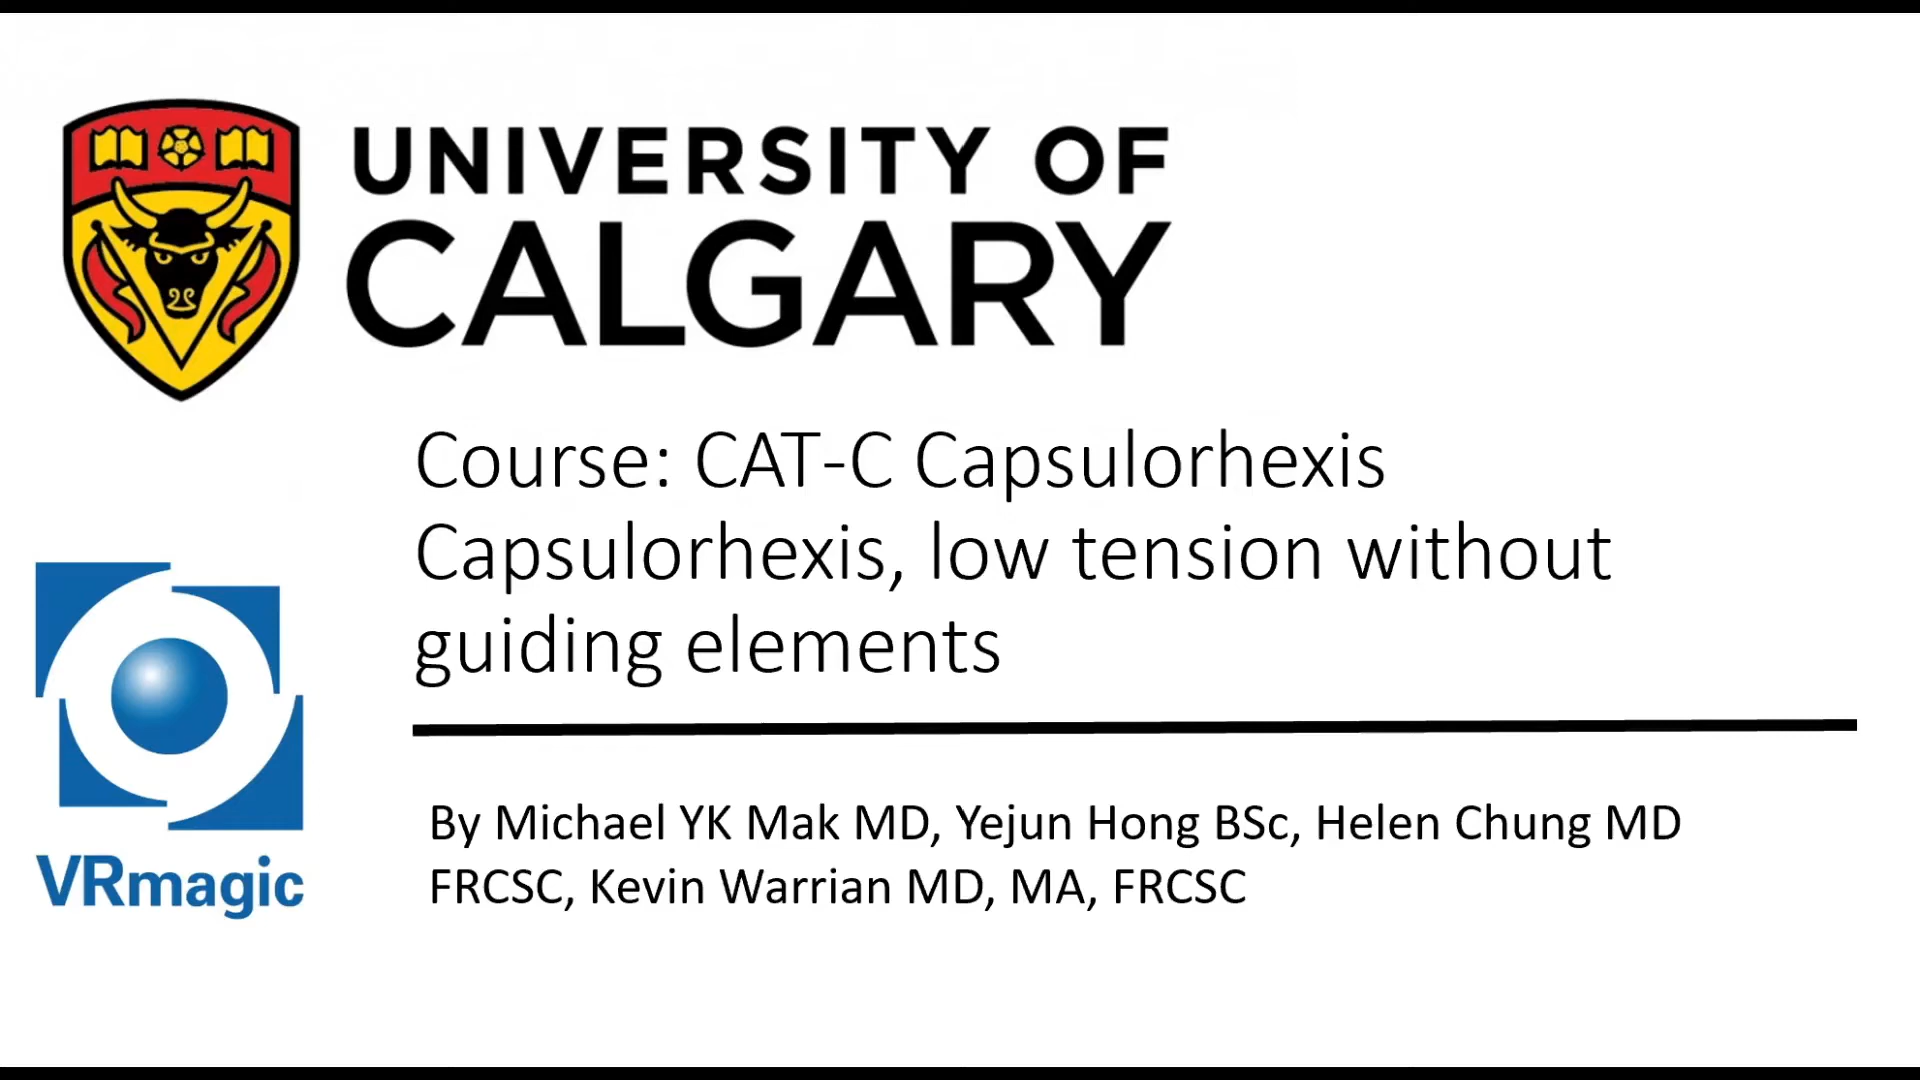 UNIVERSITY OF
CALGARY
Course: CAT-C Capsulorhexis
Capsulorhexis, low tension without
guiding elements
VRmagic
By Michael YK Mak MD, Yejun Hong BSc, Helen Chung MD
FRCSC, Kevin Warrian MD, MA, FRCSC